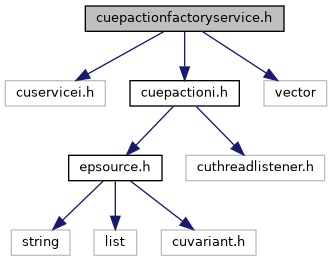 cuepactionfactoryservice.h
cuservicei.h
cuepactioni.h
vector
epsource.h
cuthreadlistener.h
string
list
cuvariant.h